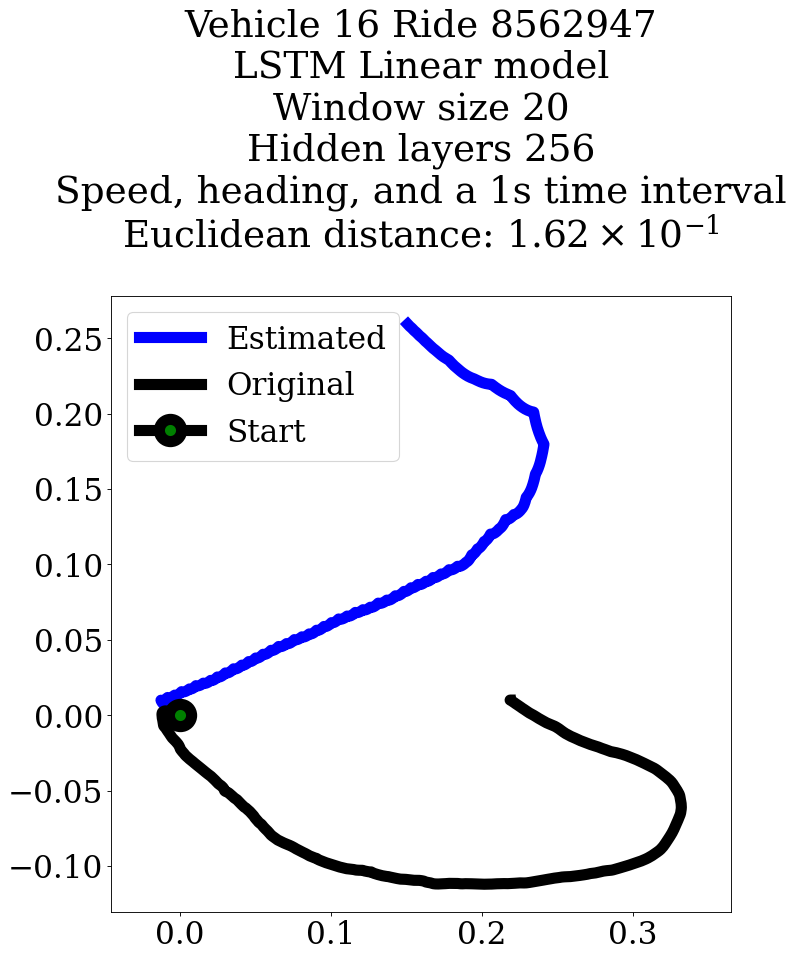 Vehicle 16 Ride 8562947
LSTM Linear model
Window size 20
Hidden layers 256
Speed, heading, and a 1s time interval
Euclidean distance: 1.62 × 10⁻¹
Estimated
Original
Start
0.25
0.20
0.15
0.10
0.05
0.00
−0.05
−0.10
0.0 0.1 0.2 0.3